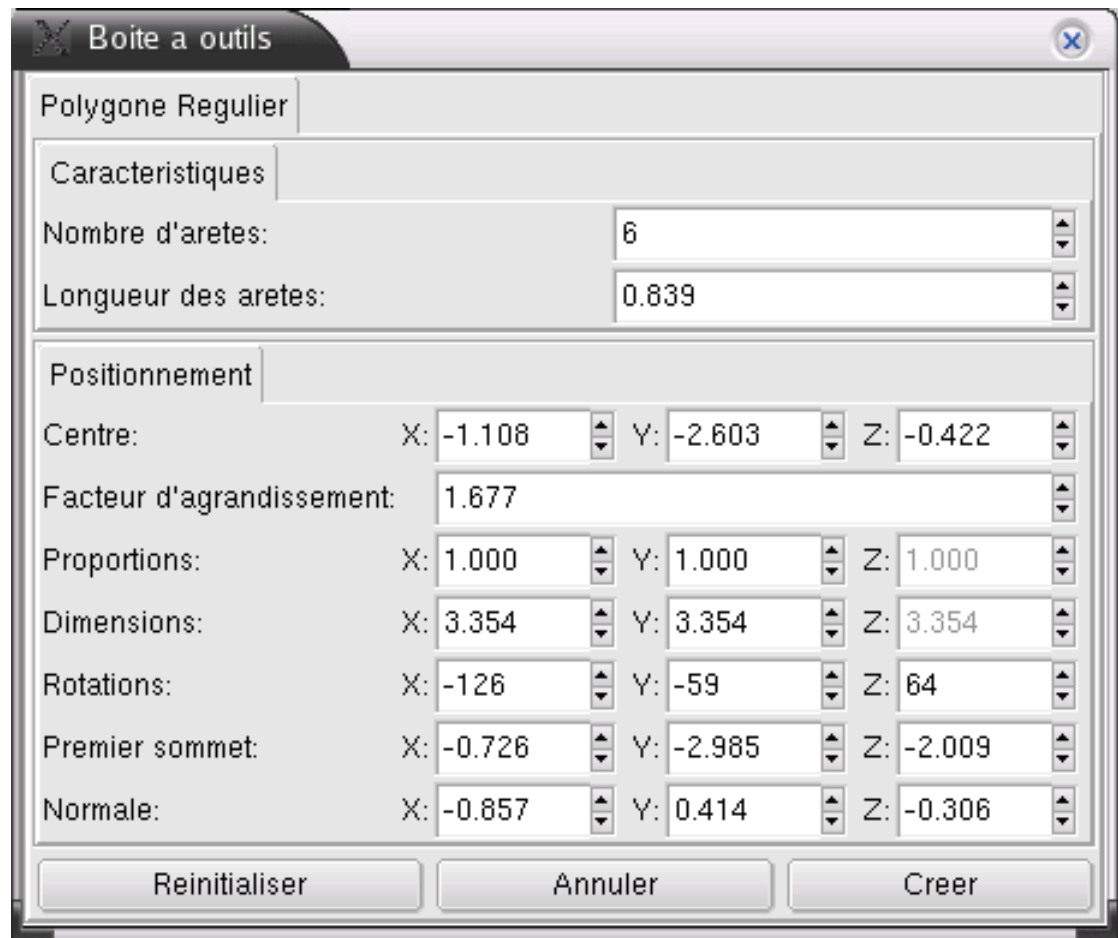 Boite a outils
Polygone Regulier
Caracteristiques
Nombre d'aretes: 6
Longueur des aretes: 0.839
Positionnement
Centre: X: -1.108 Y: -2.603 Z: -0.422
Facteur d'agrandissement: 1.677
Proportions: X: 1.000 Y: 1.000 Z: 1.000
Dimensions: X: 3.354 Y: 3.354 Z: 3.354
Rotations: X: -126 Y: -59 Z: 64
Premier sommet: X: -0.726 Y: -2.985 Z: -2.009
Normale: X: -0.857 Y: 0.414 Z: -0.306
Reinitialiser Annuler Creer